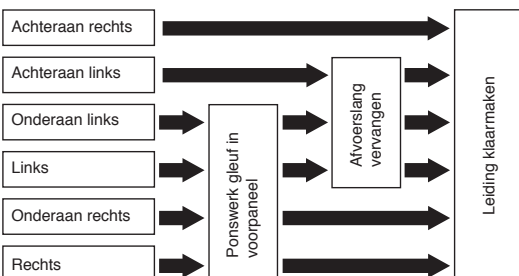 Achteraan rechts
Achteraan links
Onderaan links
Links
Onderaan rechts
Rechts
Ponswerk gleuf in
voorpaneel
Afvoerslang
vervangen
Leiding klaarmaken